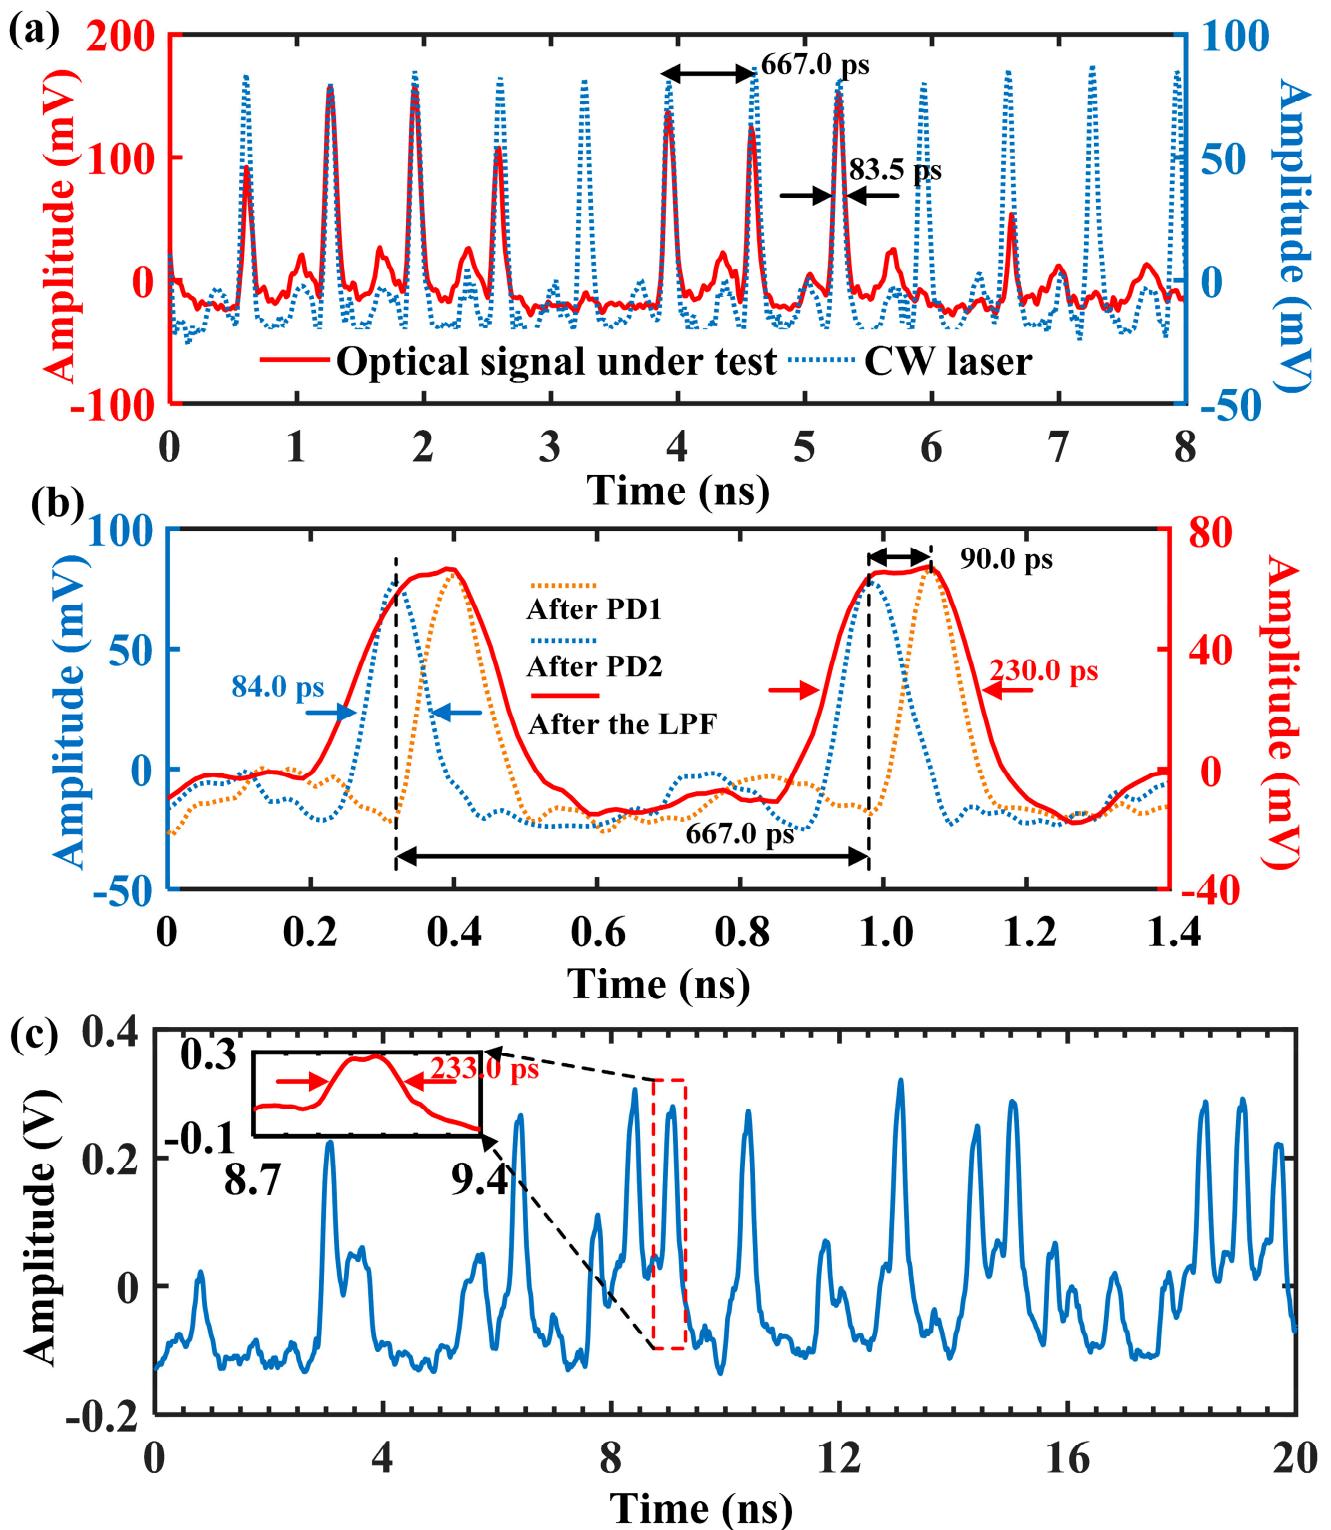 (a)
200
100
0
-100
Amplitude (mV)
100
50
0
-50
Amplitude (mV)
667.0 ps
83.5 ps
Optical signal under test
CW laser
0 1 2 3 4 5 6 7 8
Time (ns)
(b)
100
50
0
-50
Amplitude (mV)
80
40
0
-40
Amplitude (mV)
90.0 ps
After PD1
After PD2
After the LPF
84.0 ps
230.0 ps
667.0 ps
0 0.2 0.4 0.6 0.8 1.0 1.2 1.4
Time (ns)
(c)
0.4
0.2
0
-0.2
Amplitude (V)
0.3
-0.1
233.0 ps
8.7 9.4
0 4 8 12 16 20
Time (ns)